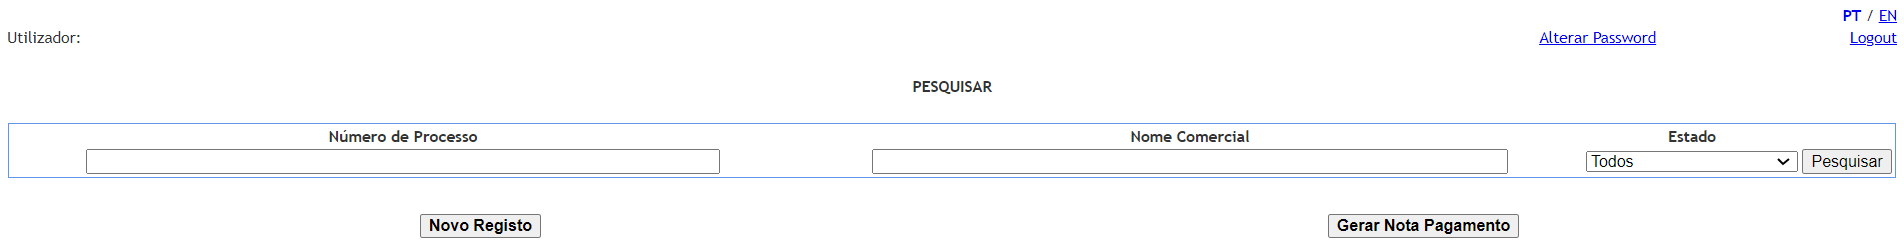 PT / EN
Utilizador: Alterar Password Logout
PESQUISAR
Número de Processo Nome Comercial Estado
Todos Pesquisar
Novo Registo Gerar Nota Pagamento